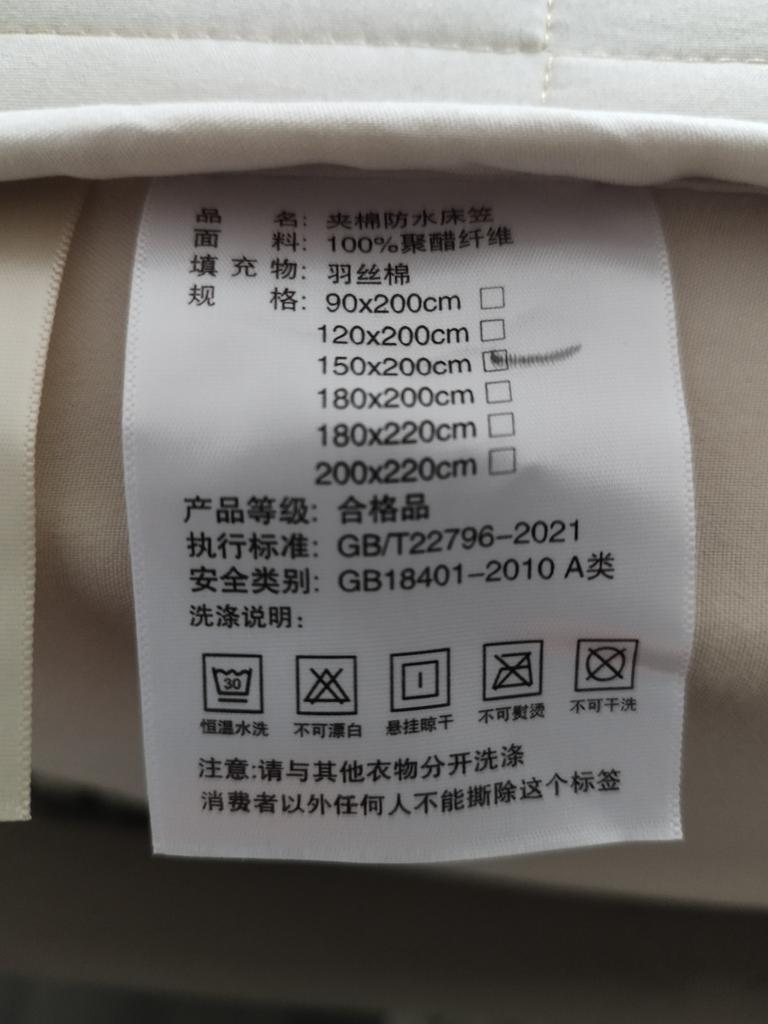 品名：夹棉防水床笠
面料：100%聚醋纤维
填充物：羽丝棉
规格：90x200cm □
120x200cm □
150x200cm □
180x200cm □
180x220cm □
200x220cm □
产品等级：合格品
执行标准：GB/T22796-2021
安全类别：GB18401-2010 A类
洗涤说明：
30
恒温水洗 不可漂白 悬挂晾干 不可熨烫 不可干洗
注意:请与其他衣物分开洗涤
消费者以外任何人不能撕除这个标签